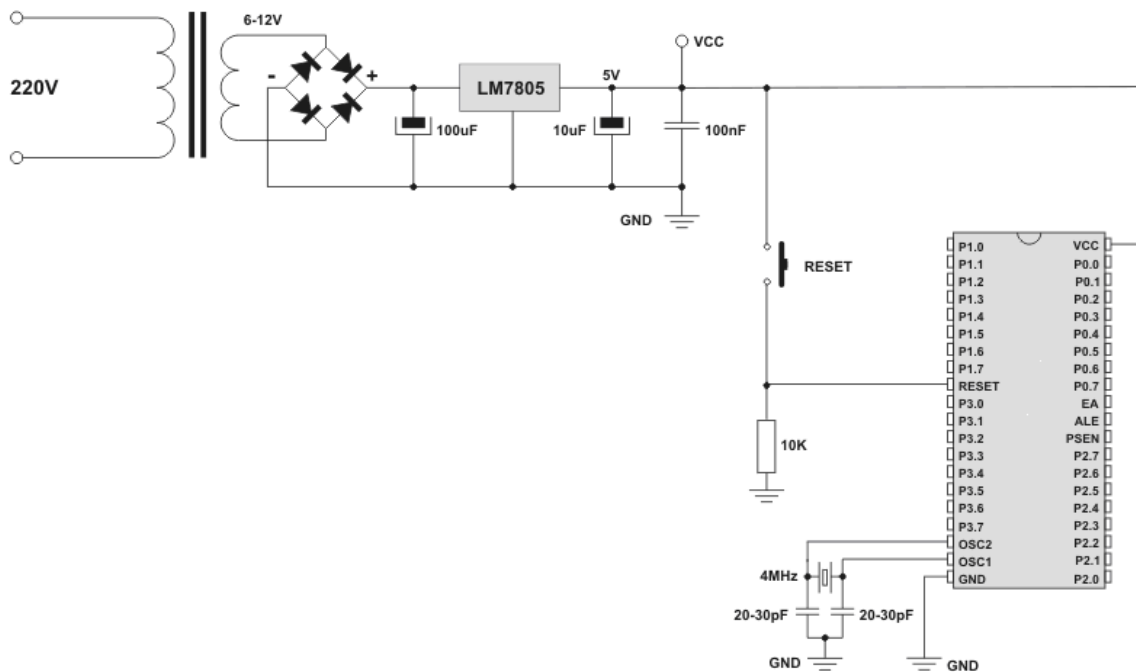 6-12V
220V
-
+
LM7805
5V
VCC
100uF
10uF
100nF
GND
RESET
P1.0
P1.1
P1.2
P1.3
P1.4
P1.5
P1.6
P1.7
RESET
P3.0
P3.1
P3.2
P3.3
P3.4
P3.5
P3.6
P3.7
OSC2
OSC1
GND
VCC
P0.0
P0.1
P0.2
P0.3
P0.4
P0.5
P0.6
P0.7
EA
ALE
PSEN
P2.7
P2.6
P2.5
P2.4
P2.3
P2.2
P2.1
P2.0
10K
4MHz
20-30pF
20-30pF
GND
GND